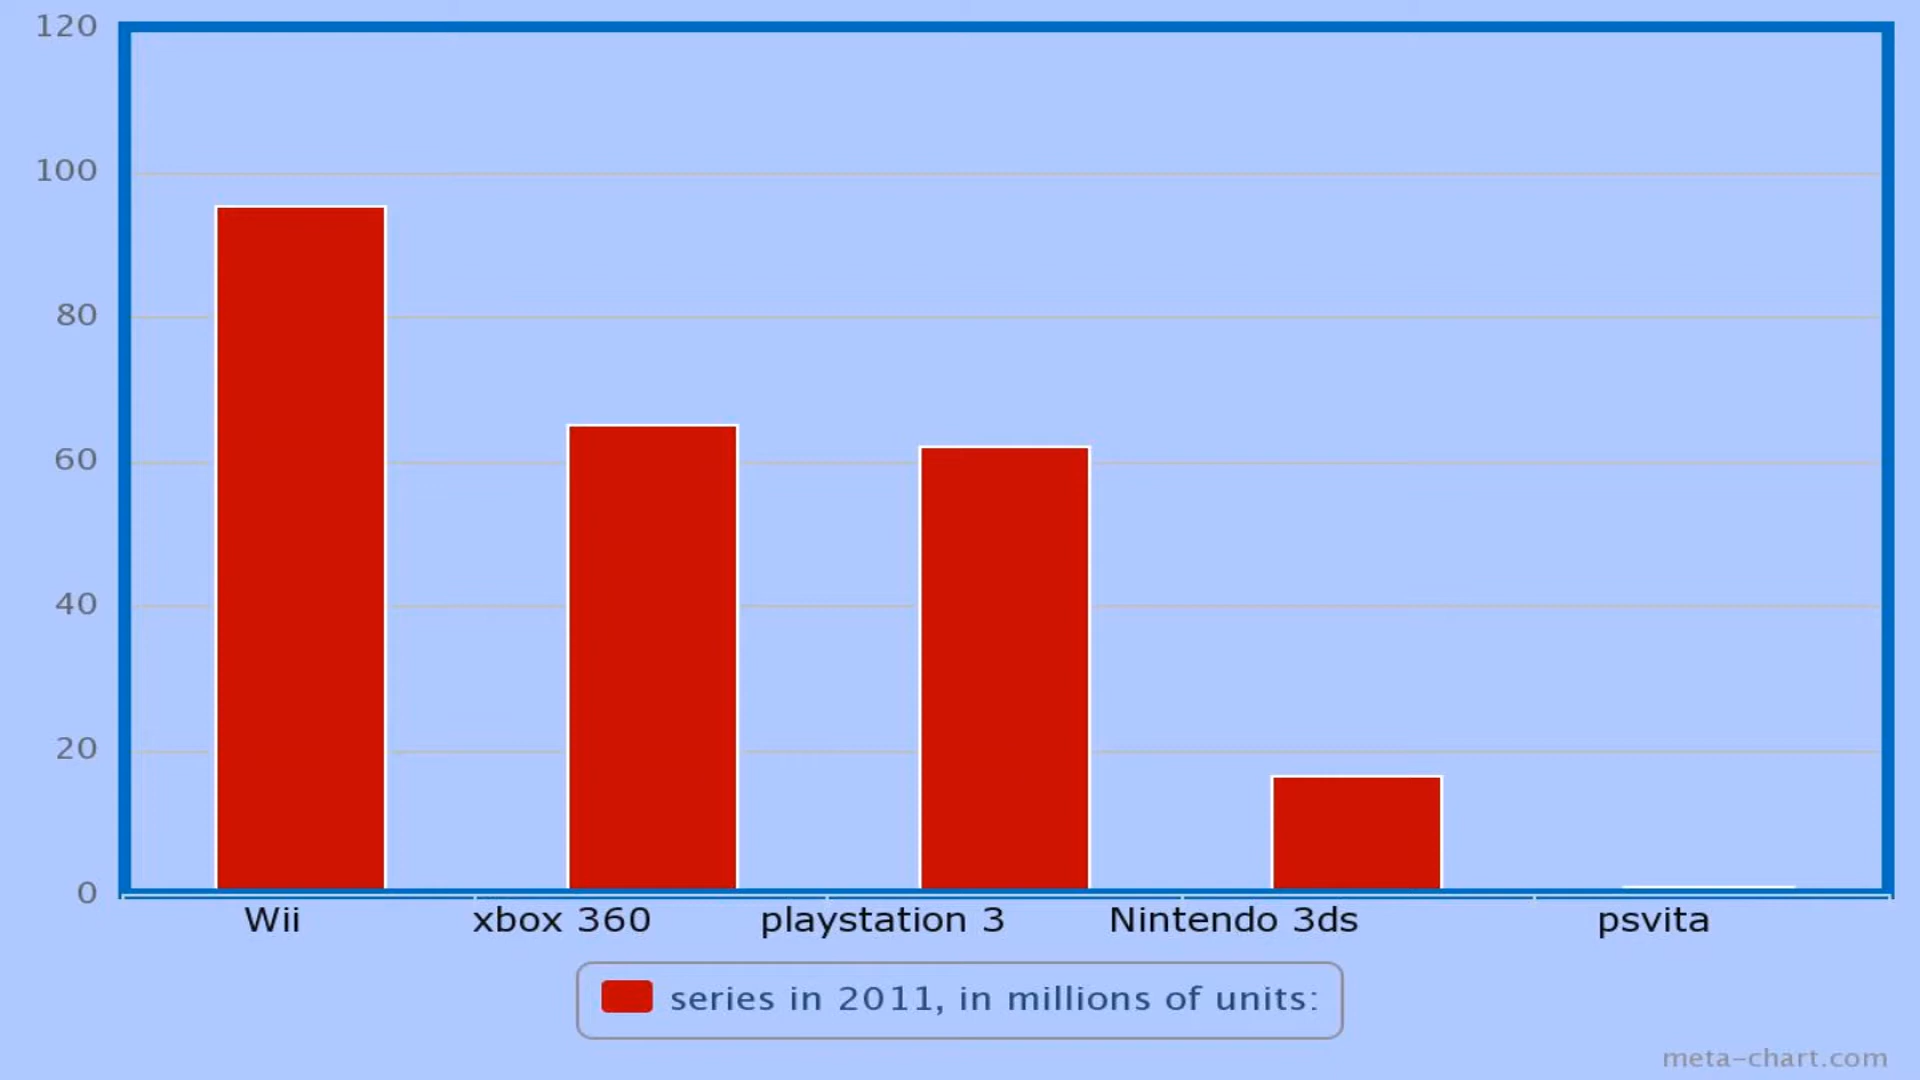 120
100
80
60
40
20
0
Wii xbox 360 playstation 3 Nintendo 3ds psvita
series in 2011, in millions of units:
meta-chart.com